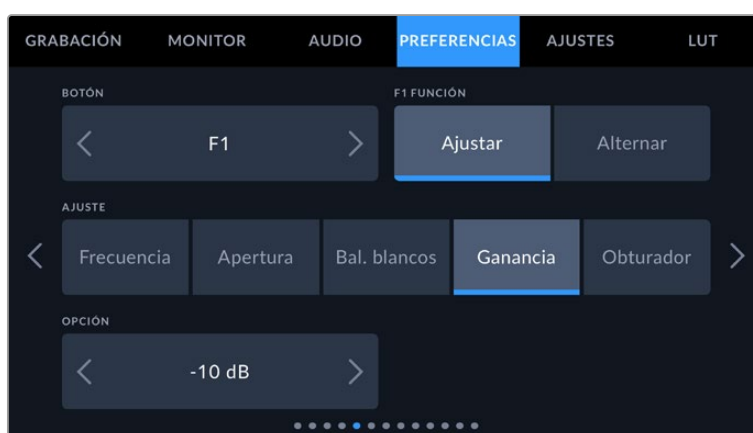 GRABACIÓN MONITOR AUDIO PREFERENCIAS AJUSTES LUT
BOTÓN F1 FUNCIÓN
F1 Ajustar Alternar
AJUSTE
Frecuencia Apertura Bal. blancos Ganancia Obturador
OPCIÓN
-10 dB